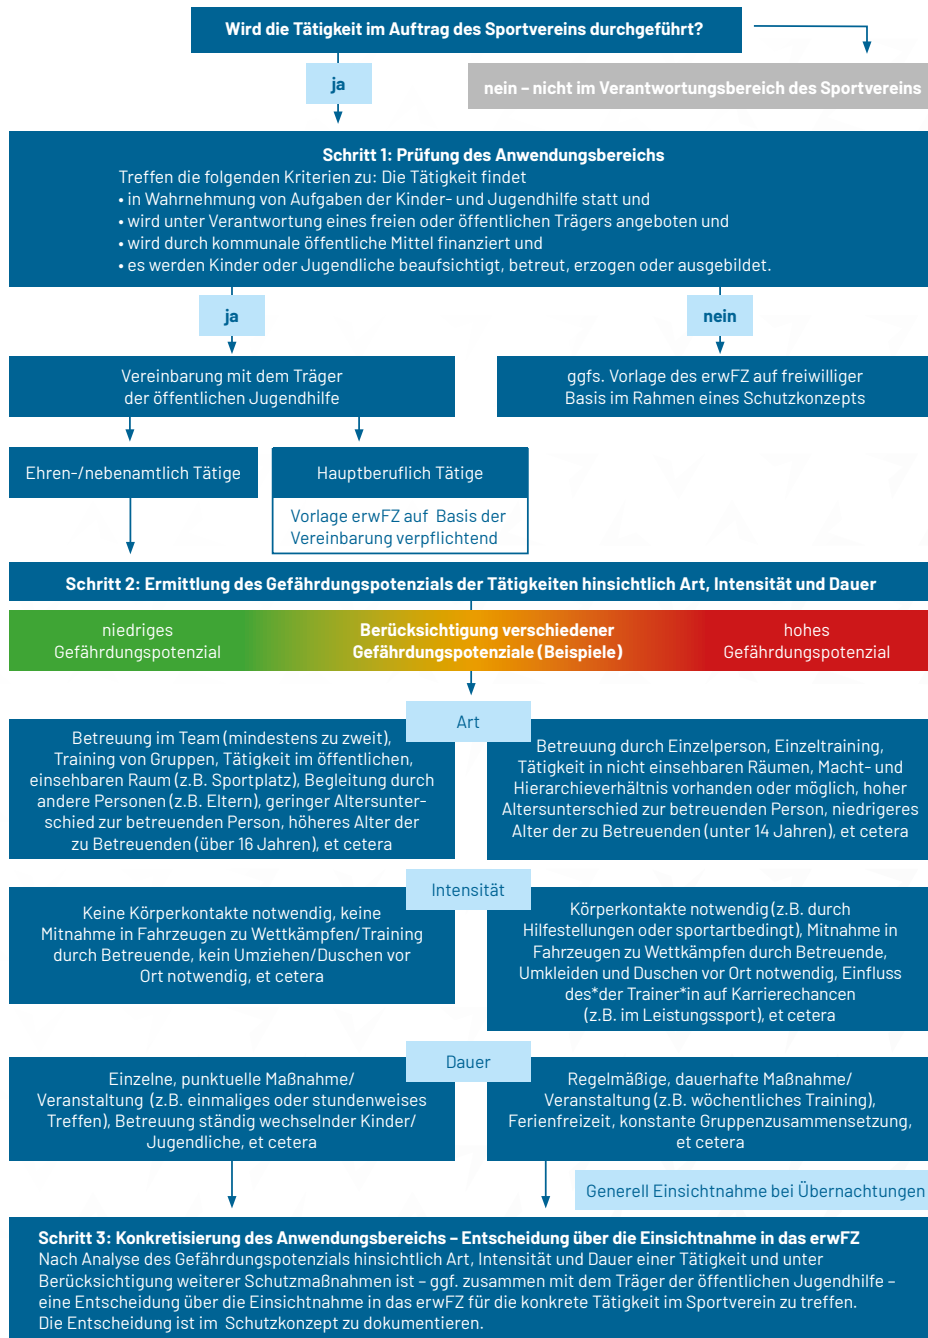 Wird die Tätigkeit im Auftrag des Sportvereins durchgeführt?
ja
nein – nicht im Verantwortungsbereich des Sportvereins
Schritt 1: Prüfung des Anwendungsbereichs
Treffen die folgenden Kriterien zu: Die Tätigkeit findet
• in Wahrnehmung von Aufgaben der Kinder- und Jugendhilfe statt und
• wird unter Verantwortung eines freien oder öffentlichen Trägers angeboten und
• wird durch kommunale öffentliche Mittel finanziert und
• es werden Kinder oder Jugendliche beaufsichtigt, betreut, erzogen oder ausgebildet.
ja
nein
Vereinbarung mit dem Träger
der öffentlichen Jugendhilfe
ggfs. Vorlage des erwFZ auf freiwilliger
Basis im Rahmen eines Schutzkonzepts
Ehren-/nebenamtlich Tätige
Hauptberuflich Tätige
Vorlage erwFZ auf Basis der
Vereinbarung verpflichtend
Schritt 2: Ermittlung des Gefährdungspotenzials der Tätigkeiten hinsichtlich Art, Intensität und Dauer
niedriges
Gefährdungspotenzial
Berücksichtigung verschiedener
Gefährdungspotenziale (Beispiele)
hohes
Gefährdungspotenzial
Art
Betreuung im Team (mindestens zu zweit),
Training von Gruppen, Tätigkeit im öffentlichen,
einsehbaren Raum (z.B. Sportplatz), Begleitung durch
andere Personen (z.B. Eltern), geringer Altersunter-
schied zur betreuenden Person, höheres Alter der
zu Betreuenden (über 16 Jahren), et cetera
Betreuung durch Einzelperson, Einzeltraining,
Tätigkeit in nicht einsehbaren Räumen, Macht- und
Hierarchieverhältnis vorhanden oder möglich, hoher
Altersunterschied zur betreuenden Person, niedrigeres
Alter der zu Betreuenden (unter 14 Jahren), et cetera
Intensität
Keine Körperkontakte notwendig, keine
Mitnahme in Fahrzeugen zu Wettkämpfen/Training
durch Betreuende, kein Umziehen/Duschen vor
Ort notwendig, et cetera
Körperkontakte notwendig (z.B. durch
Hilfestellungen oder sportartbedingt), Mitnahme in
Fahrzeugen zu Wettkämpfen durch Betreuende,
Umkleiden und Duschen vor Ort notwendig, Einfluss
des*der Trainer*in auf Karrierechancen
(z.B. im Leistungssport), et cetera
Dauer
Einzelne, punktuelle Maßnahme/
Veranstaltung (z.B. einmaliges oder stundenweises
Treffen), Betreuung ständig wechselnder Kinder/
Jugendliche, et cetera
Regelmäßige, dauerhafte Maßnahme/
Veranstaltung (z.B. wöchentliches Training),
Ferienfreizeit, konstante Gruppenzusammensetzung,
et cetera
Generell Einsichtnahme bei Übernachtungen
Schritt 3: Konkretisierung des Anwendungsbereichs – Entscheidung über die Einsichtnahme in das erwFZ
Nach Analyse des Gefährdungspotenzials hinsichtlich Art, Intensität und Dauer einer Tätigkeit und unter
Berücksichtigung weiterer Schutzmaßnahmen ist – ggf. zusammen mit dem Träger der öffentlichen Jugendhilfe –
eine Entscheidung über die Einsichtnahme in das erwFZ für die konkrete Tätigkeit im Sportverein zu treffen.
Die Entscheidung ist im Schutzkonzept zu dokumentieren.